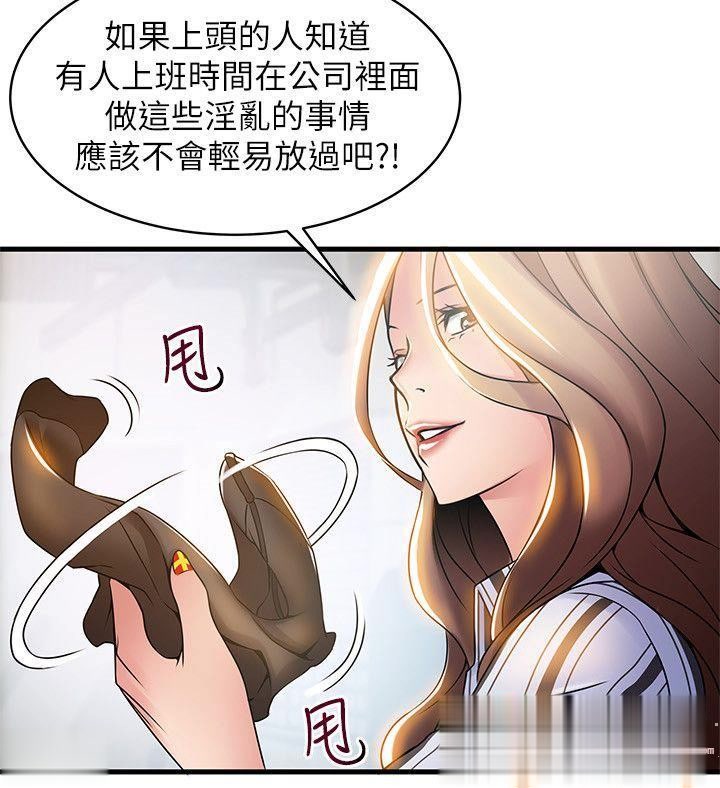 如果上頭的人知道
有人上班時間在公司裡面
做這些淫亂的事情
應該不會輕易放過吧?!
甩
甩